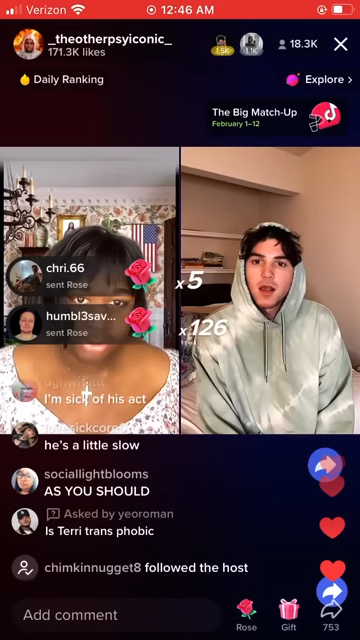 Verizon
12:46 AM
_theotherpsyiconic_
171.3K likes
1.5K
1.1K
18.3K
Daily Ranking
Explore >
The Big Match-Up
February 1–12
chri.66
sent Rose
x5
humbl3sav...
sent Rose
x126
I'm sick of his act
he's a little slow
sociallightblooms
AS YOU SHOULD
Asked by yeoroman
Is Terri trans phobic
chimkinnugget8 followed the host
Add comment
Rose
Gift
753